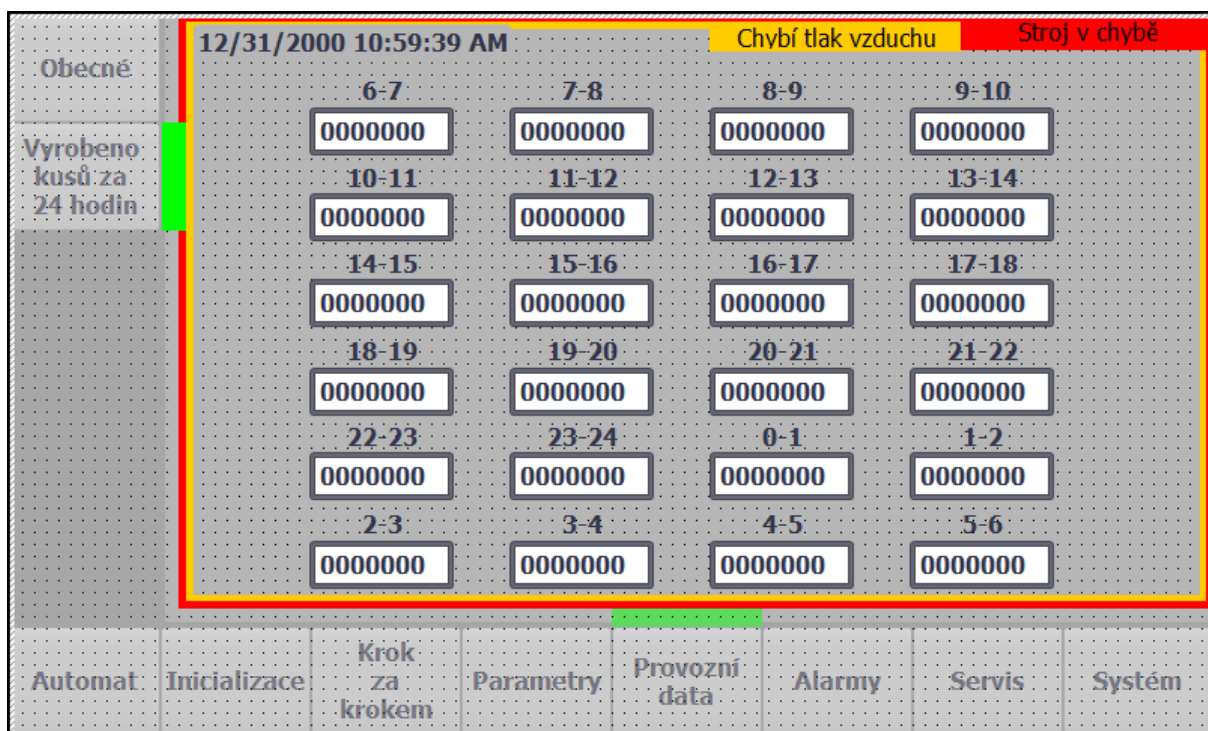 12/31/2000 10:59:39 AM
Chybí tlak vzduchu
Stroj v chybě
Obecné
Vyrobeno
kusů za
24 hodin
6-7 7-8 8-9 9-10
0000000 0000000 0000000 0000000
10-11 11-12 12-13 13-14
0000000 0000000 0000000 0000000
14-15 15-16 16-17 17-18
0000000 0000000 0000000 0000000
18-19 19-20 20-21 21-22
0000000 0000000 0000000 0000000
22-23 23-24 0-1 1-2
0000000 0000000 0000000 0000000
2-3 3-4 4-5 5-6
0000000 0000000 0000000 0000000
Automat
Inicializace
Krok
za
krokem
Parametry
Provozní
data
Alarmy
Servis
Systém